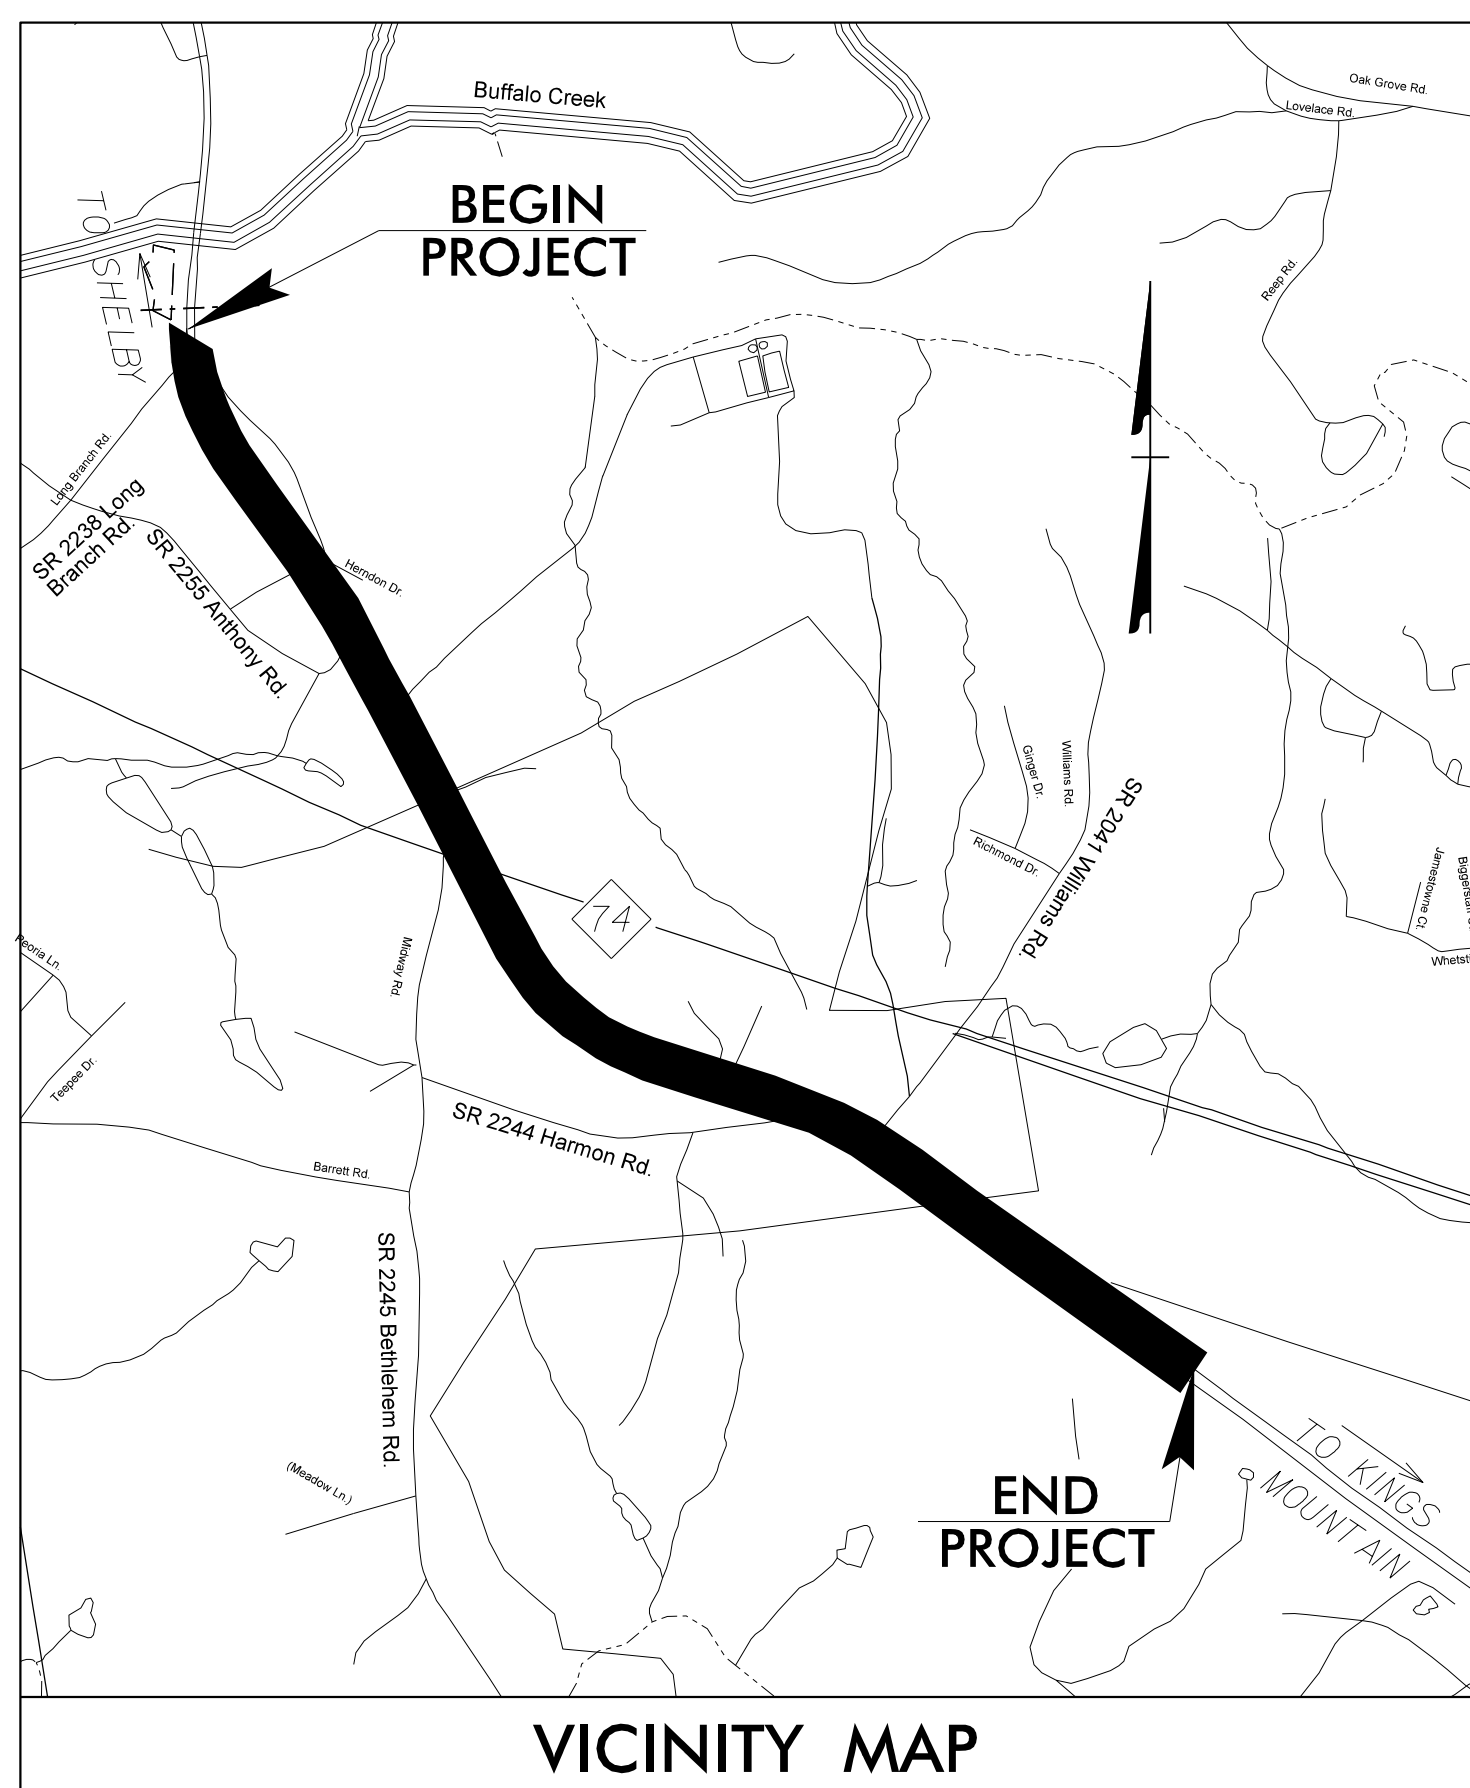 Oak Grove Rd.
Buffalo Creek
Lovelace Rd.
BEGIN
PROJECT
TO
SHELBY
Reep Rd.
Long Branch Rd.
SR 2238 Long
Branch Rd.
SR 2255 Anthony Rd.
Herndon Dr.
Ginger Dr.
Williams Rd.
SR 2041 Williams Rd.
Richmond Dr.
Jamestowne Ct.
74
Midway Rd.
Peoria Ln.
Teepee Dr.
SR 2244 Harmon Rd.
Barrett Rd.
SR 2245 Bethlehem Rd.
(Meadow Ln.)
TO KINGS
MOUNTAIN
END
PROJECT
VICINITY MAP